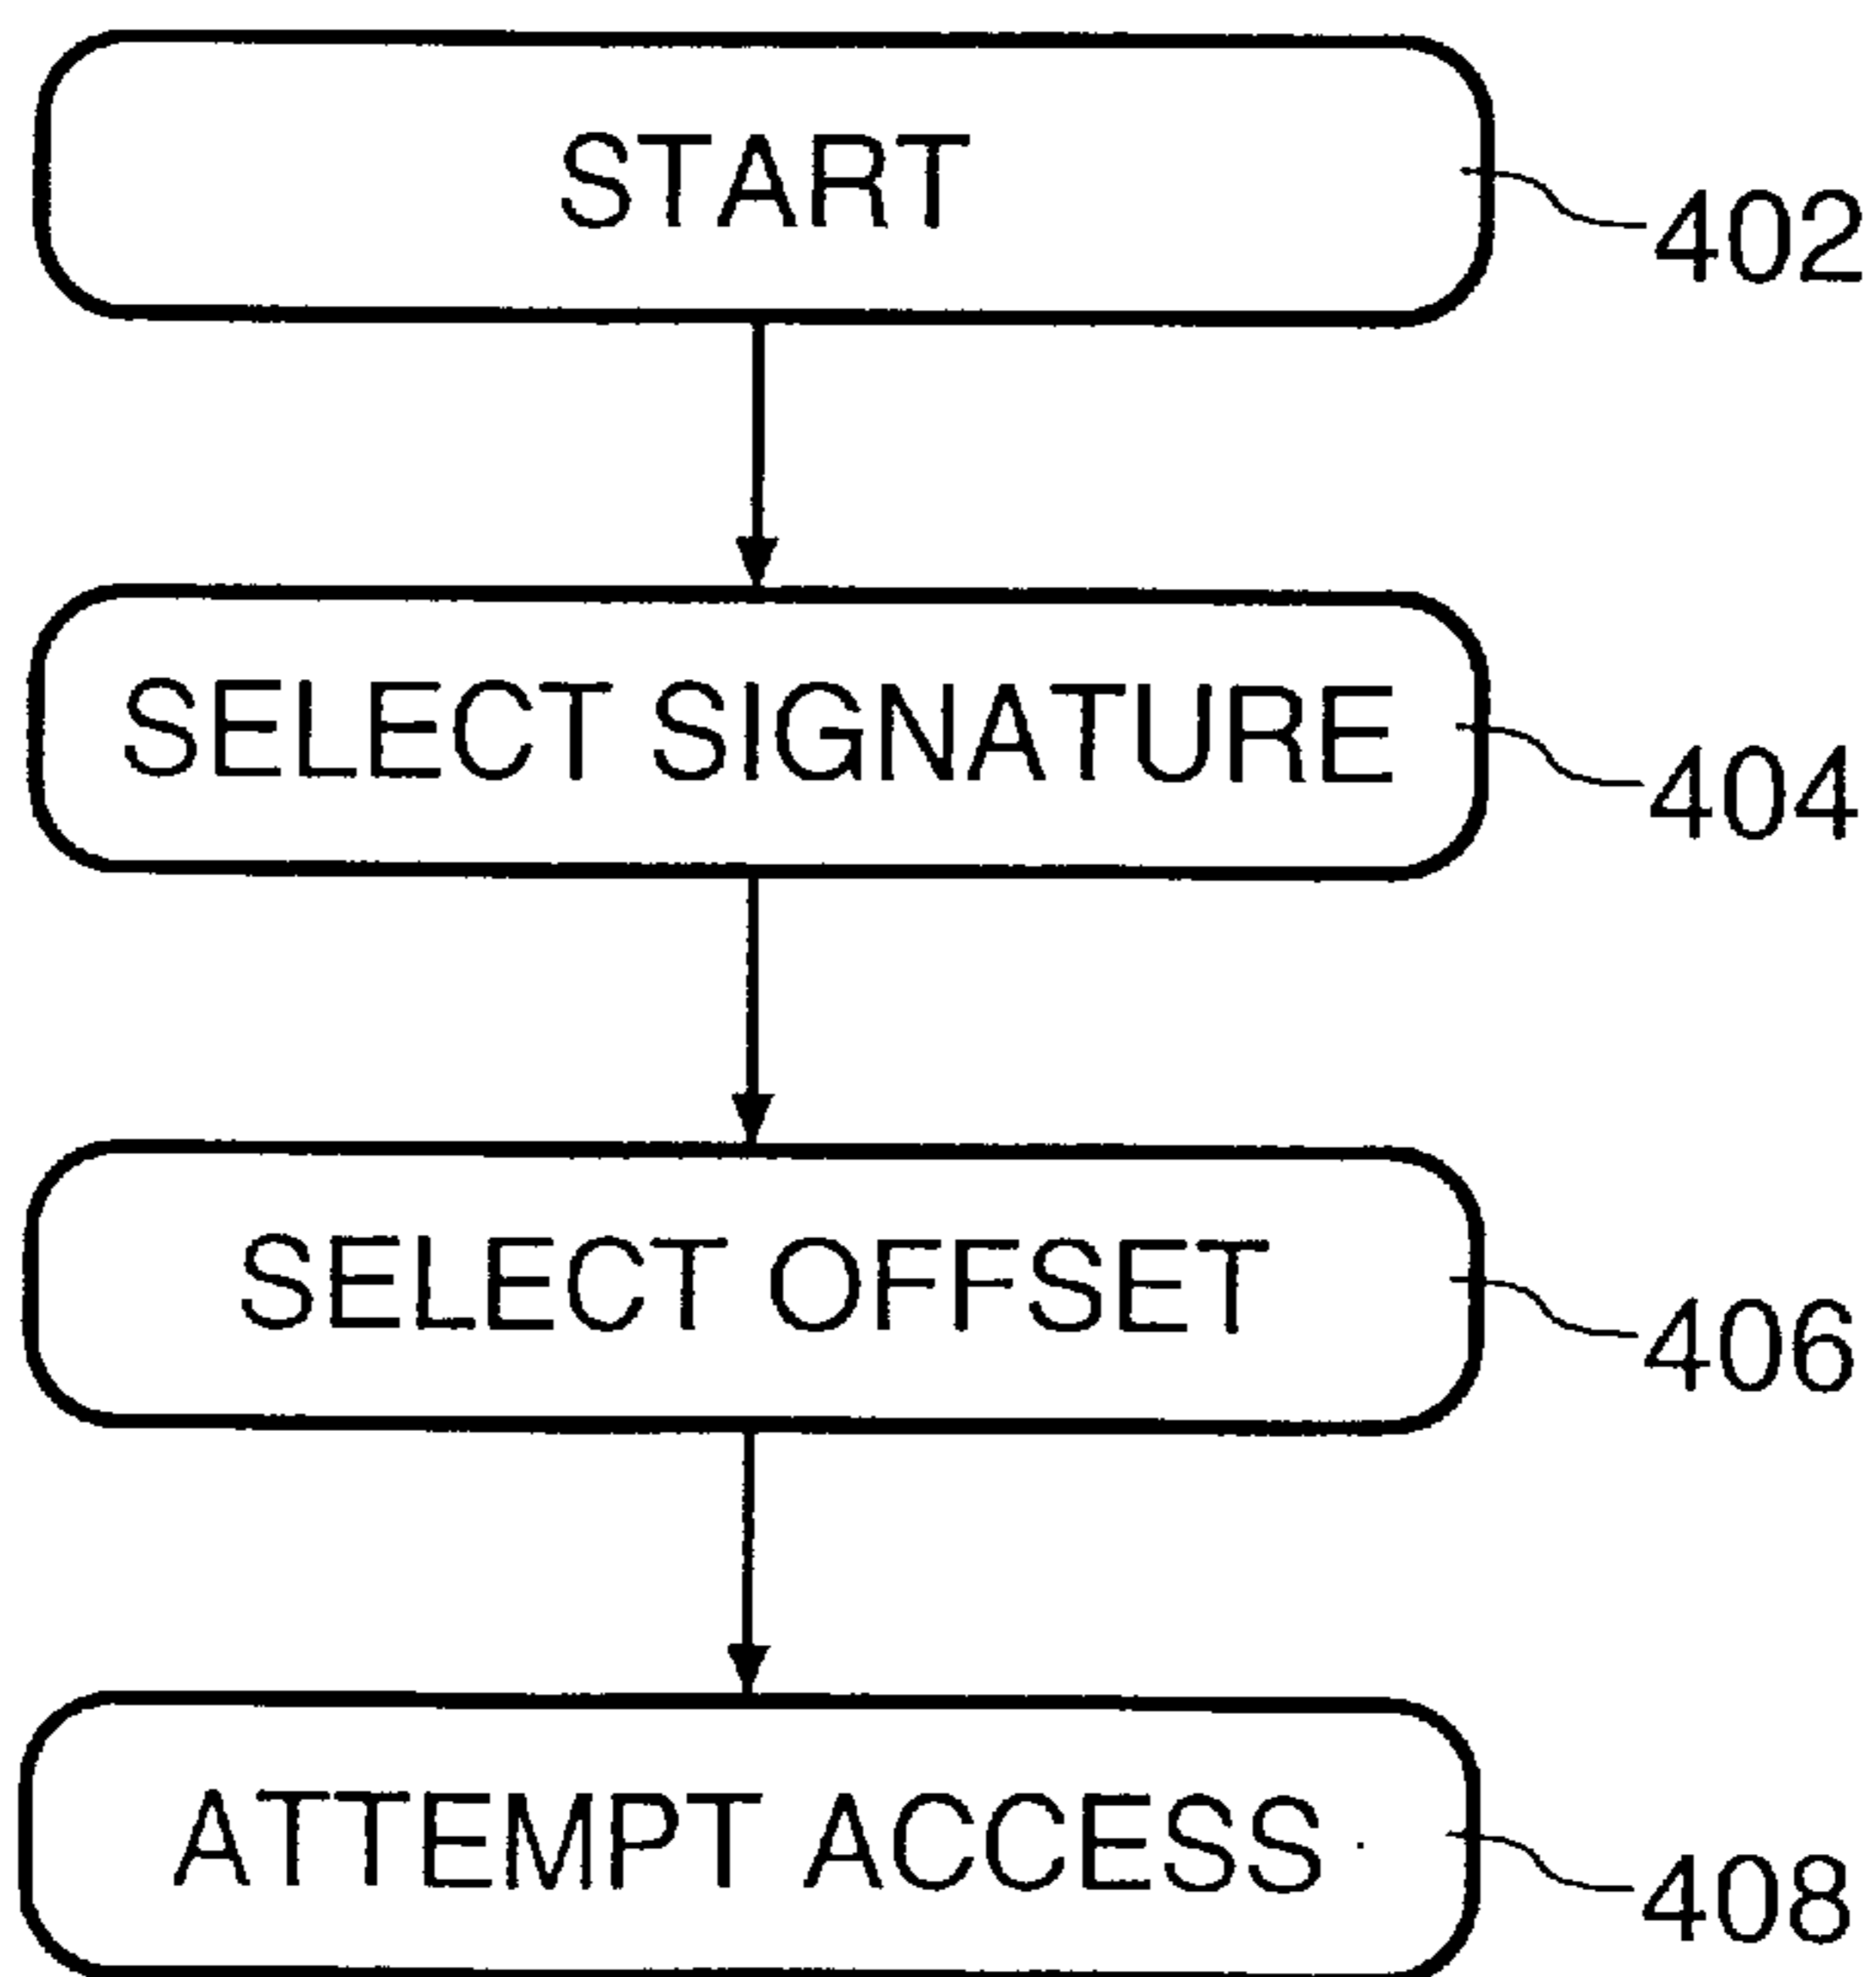 START
402
SELECT SIGNATURE
404
SELECT OFFSET
406
ATTEMPT ACCESS
408